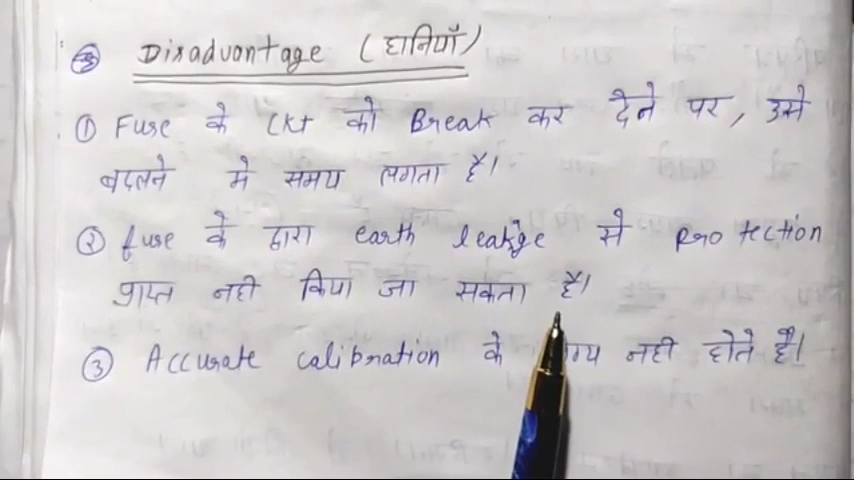 ③ Disadvantage (हानियाँ)
① Fuse के Ckt को Break कर देने पर, उसे
बदलने मे समय लगता है।
② fuse के द्वारा earth leakge से Protection
प्राप्त नही किया जा सकता है।
③ Accurate calibration के नही होते है।